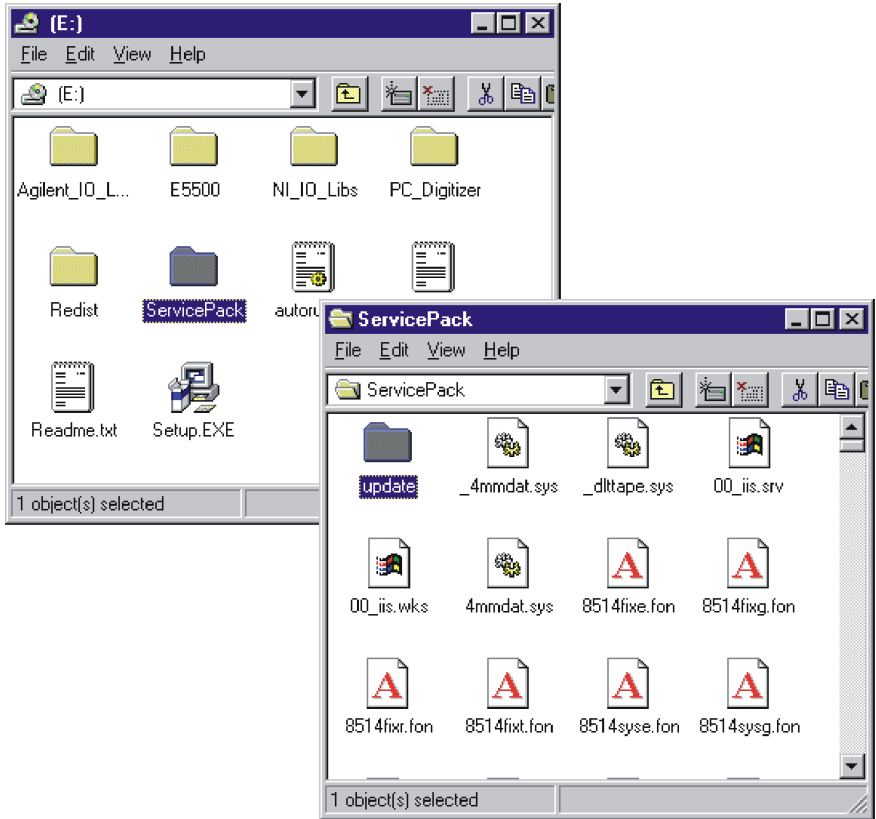 (E:)
File Edit View Help
(E:)
Agilent_IO_L... E5500 NI_IO_Libs PC_Digitizer
Redist ServicePack autoru
Readme.txt Setup.EXE
1 object(s) selected
ServicePack
File Edit View Help
ServicePack
update _4mmdat.sys _dlttape.sys 00_iis.srv
00_iis.wks 4mmdat.sys 8514fixe.fon 8514fixg.fon
8514fixr.fon 8514fixt.fon 8514syse.fon 8514sysg.fon
1 object(s) selected